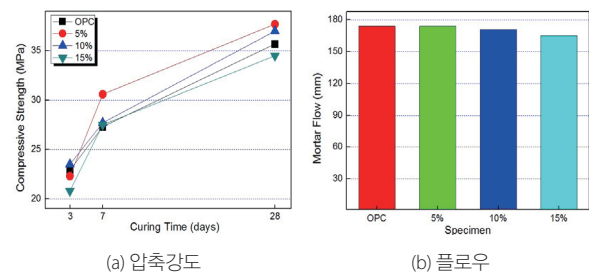 OPC
5%
10%
15%
Compressive Strength (MPa)
35
30
25
20
3 7 28
Curing Time (days)
(a) 압축강도
Mortar Flow (mm)
180
150
120
90
60
30
OPC 5% 10% 15%
Specimen
(b) 플로우